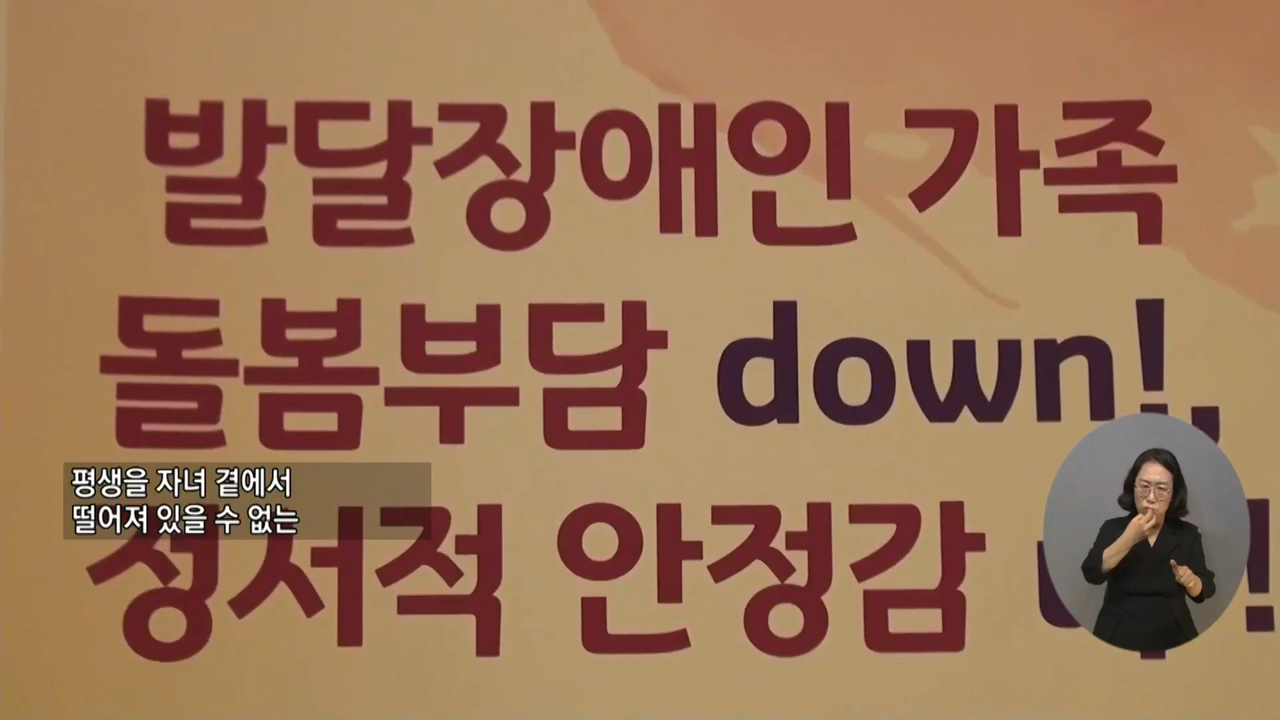 발달장애인 가족
돌봄부담 down!,
평생을 자녀 곁에서
떨어져 있을 수 없는
정서적 안정감